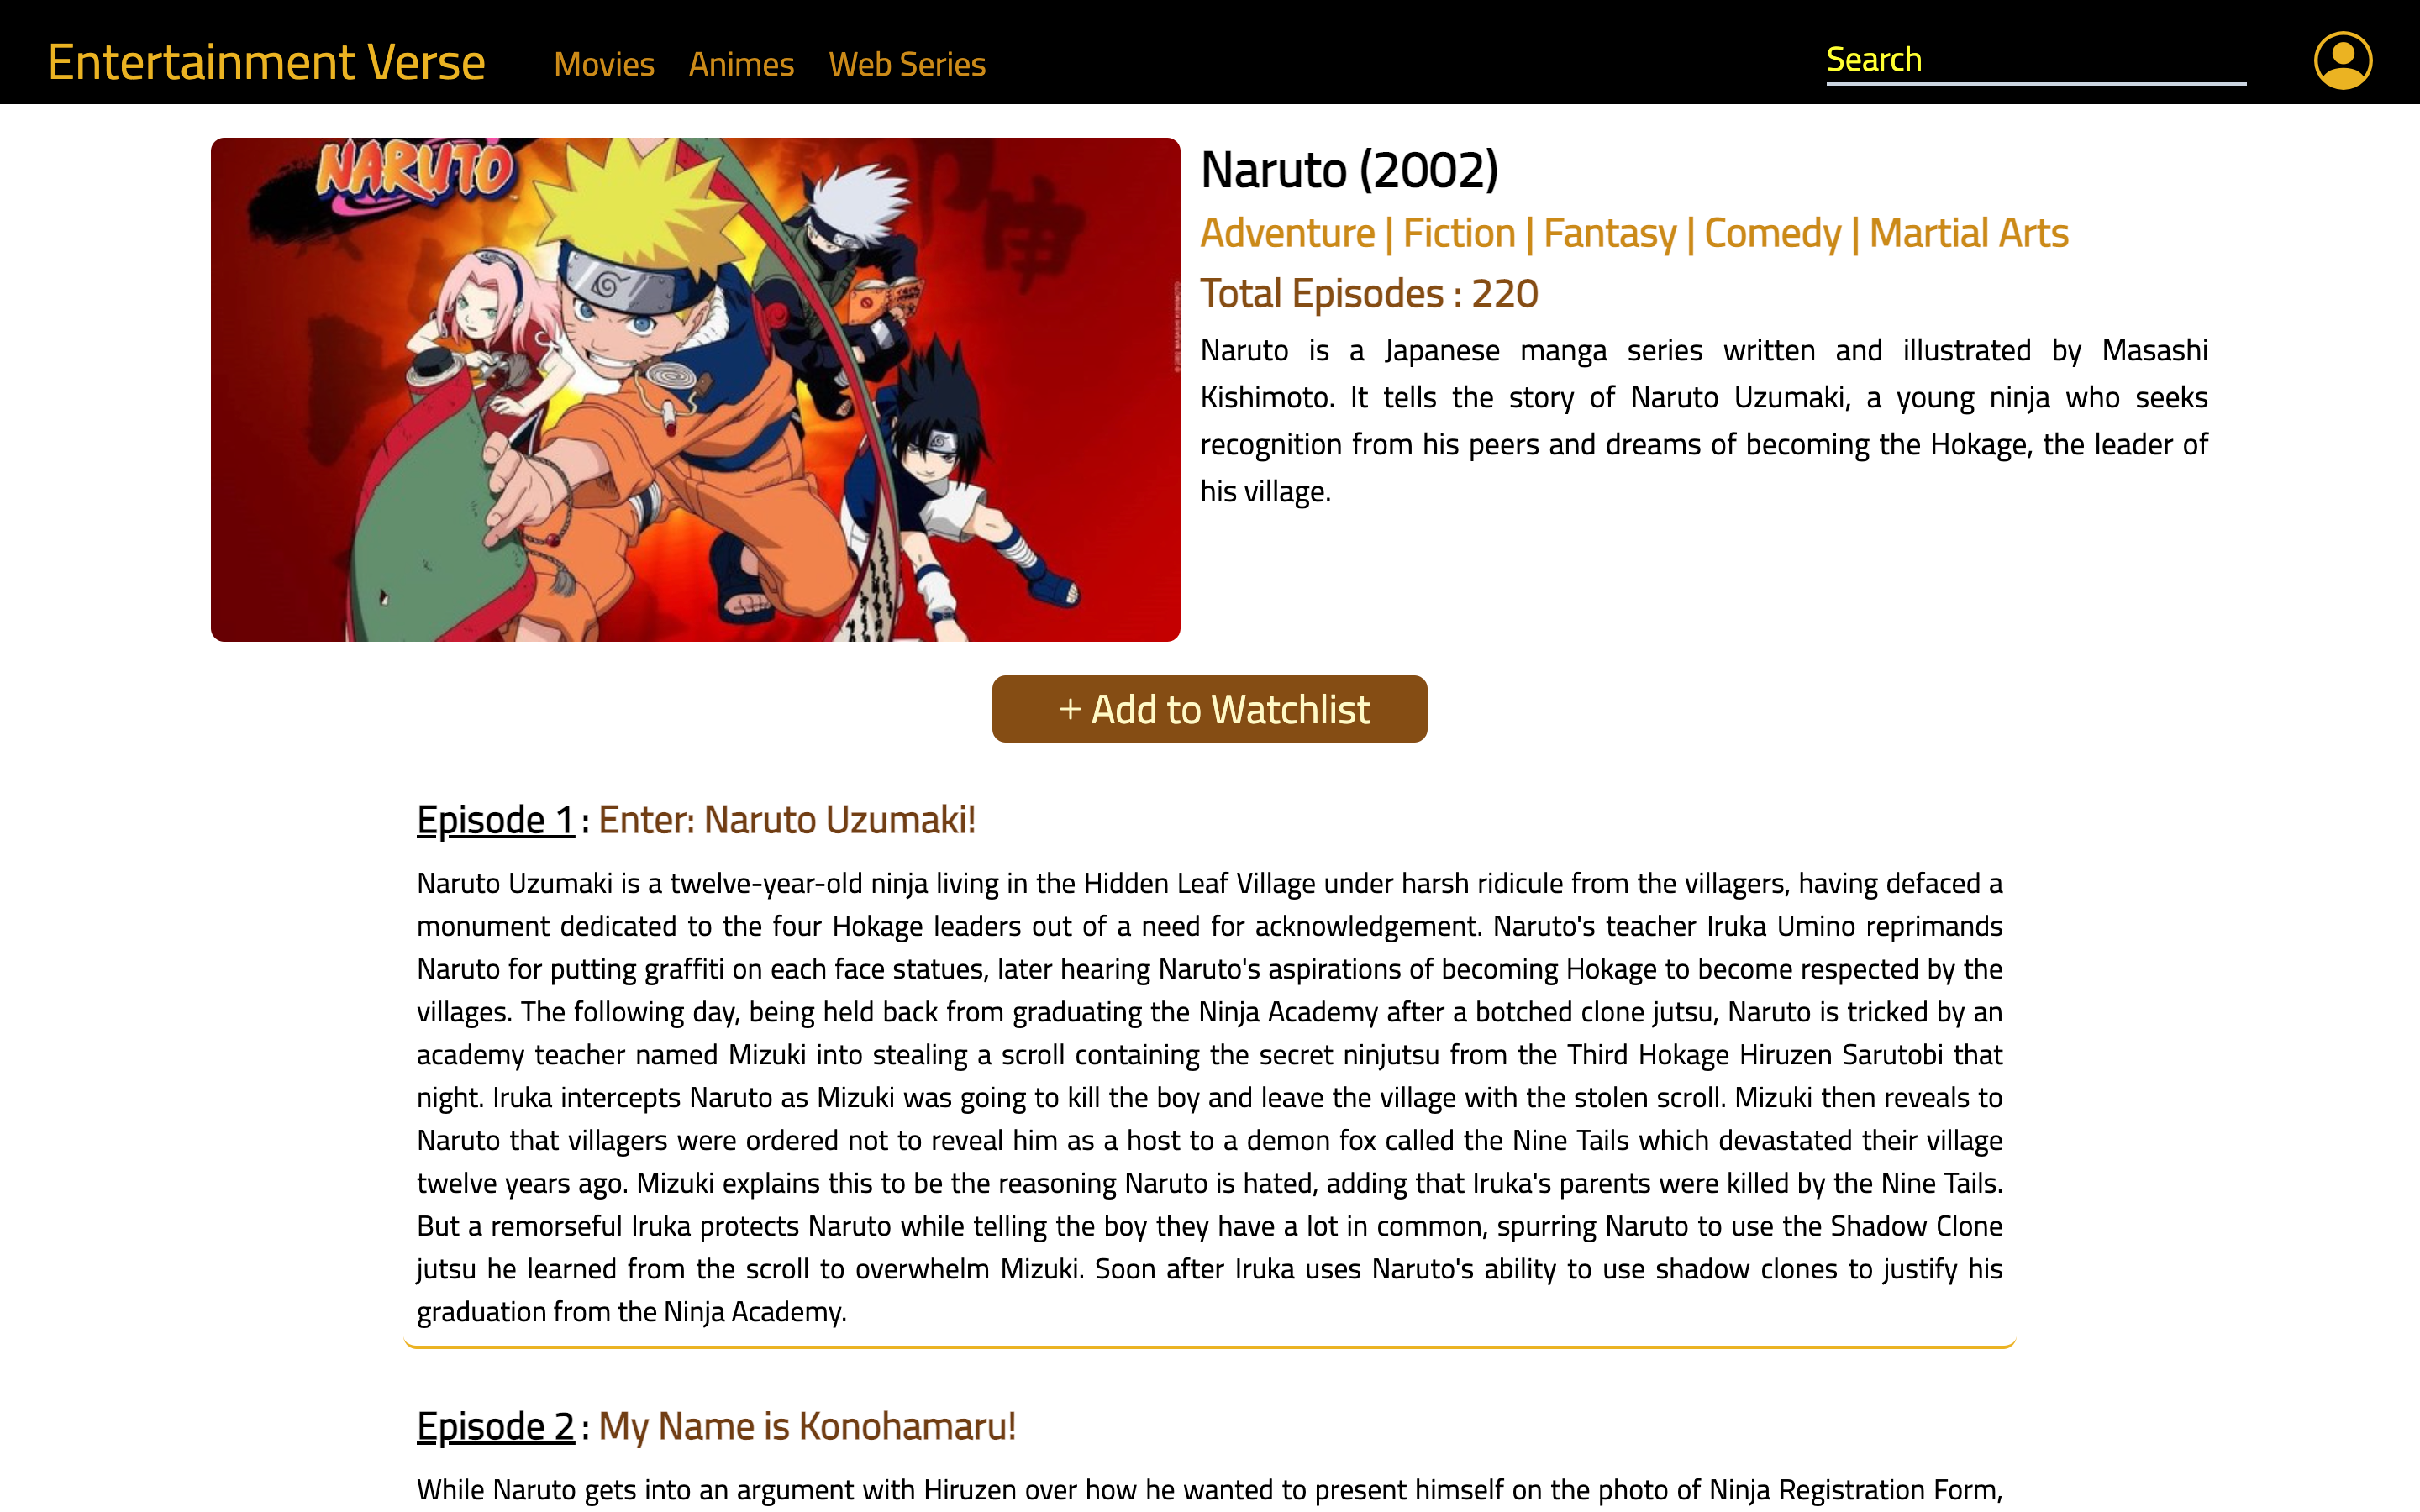 Entertainment Verse
Movies
Animes
Web Series
Search
NARUTO
Naruto (2002)
Adventure | Fiction | Fantasy | Comedy | Martial Arts
Total Episodes : 220
Naruto is a Japanese manga series written and illustrated by Masashi
Kishimoto. It tells the story of Naruto Uzumaki, a young ninja who seeks
recognition from his peers and dreams of becoming the Hokage, the leader of
his village.
+ Add to Watchlist
Episode 1 : Enter: Naruto Uzumaki!
Naruto Uzumaki is a twelve-year-old ninja living in the Hidden Leaf Village under harsh ridicule from the villagers, having defaced a
monument dedicated to the four Hokage leaders out of a need for acknowledgement. Naruto's teacher Iruka Umino reprimands
Naruto for putting graffiti on each face statues, later hearing Naruto's aspirations of becoming Hokage to become respected by the
villages. The following day, being held back from graduating the Ninja Academy after a botched clone jutsu, Naruto is tricked by an
academy teacher named Mizuki into stealing a scroll containing the secret ninjutsu from the Third Hokage Hiruzen Sarutobi that
night. Iruka intercepts Naruto as Mizuki was going to kill the boy and leave the village with the stolen scroll. Mizuki then reveals to
Naruto that villagers were ordered not to reveal him as a host to a demon fox called the Nine Tails which devastated their village
twelve years ago. Mizuki explains this to be the reasoning Naruto is hated, adding that Iruka's parents were killed by the Nine Tails.
But a remorseful Iruka protects Naruto while telling the boy they have a lot in common, spurring Naruto to use the Shadow Clone
jutsu he learned from the scroll to overwhelm Mizuki. Soon after Iruka uses Naruto's ability to use shadow clones to justify his
graduation from the Ninja Academy.
Episode 2 : My Name is Konohamaru!
While Naruto gets into an argument with Hiruzen over how he wanted to present himself on the photo of Ninja Registration Form,